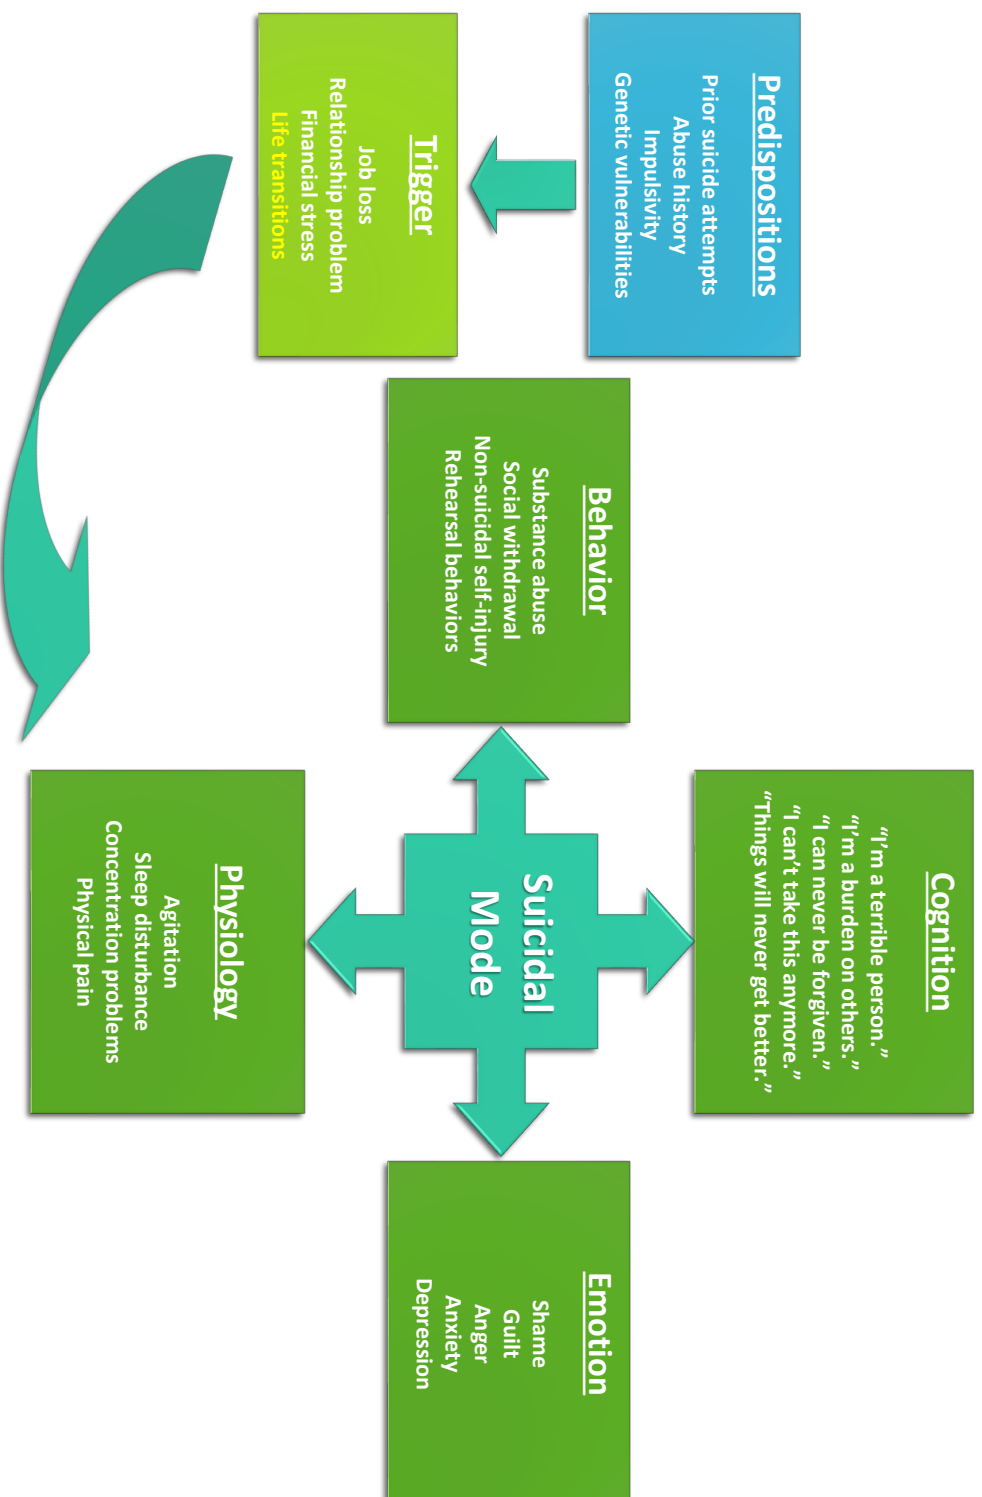 Predispositions
Prior suicide attempts
Abuse history
Impulsivity
Genetic vulnerabilities
Trigger
Job loss
Relationship problem
Financial stress
Life transitions
Behavior
Substance abuse
Social withdrawal
Non-suicidal self-injury
Rehearsal behaviors
Cognition
“I’m a terrible person.”
“I’m a burden on others.”
“I can never be forgiven.”
“I can’t take this anymore.”
“Things will never get better.”
Suicidal
Mode
Physiology
Agitation
Sleep disturbance
Concentration problems
Physical pain
Emotion
Shame
Guilt
Anger
Anxiety
Depression